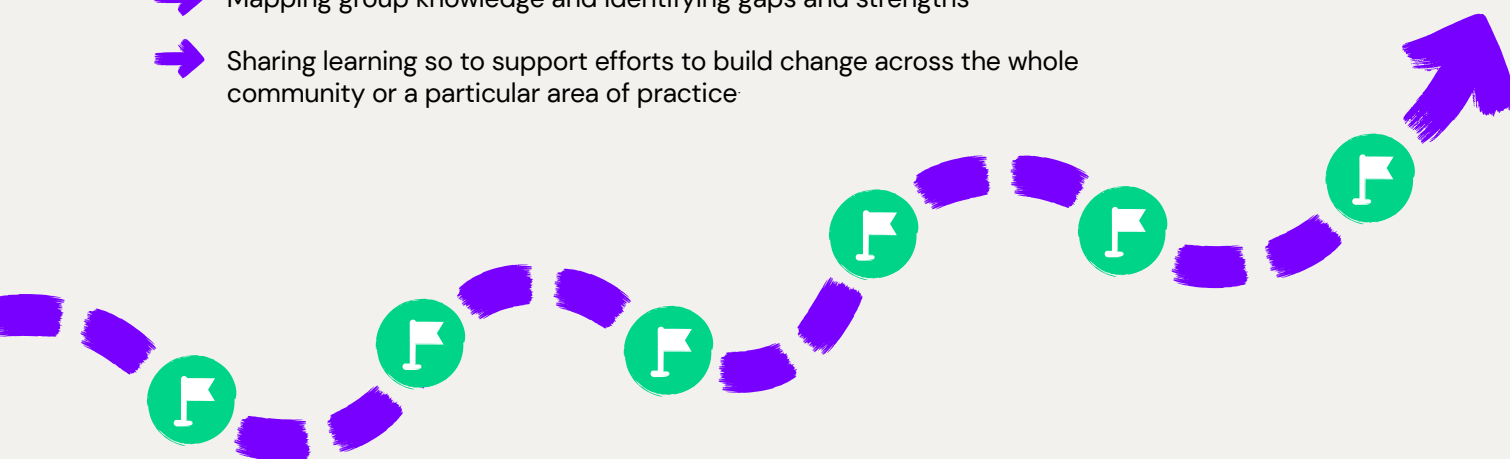 Mapping group knowledge and identifying gaps and strengths
Sharing learning so to support efforts to build change across the whole
community or a particular area of practice